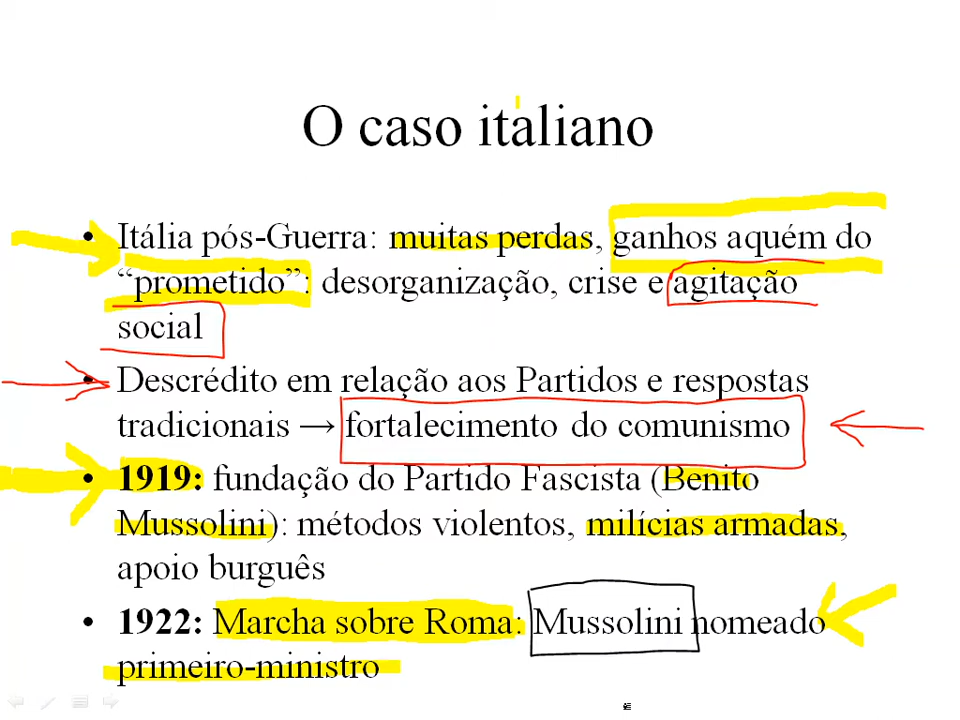 O caso italiano
• Itália pós-Guerra: muitas perdas, ganhos aquém do
“prometido”: desorganização, crise e agitação
social
• Descrédito em relação aos Partidos e respostas
tradicionais → fortalecimento do comunismo
• 1919: fundação do Partido Fascista (Benito
Mussolini): métodos violentos, milícias armadas,
apoio burguês
• 1922: Marcha sobre Roma: Mussolini nomeado
primeiro-ministro